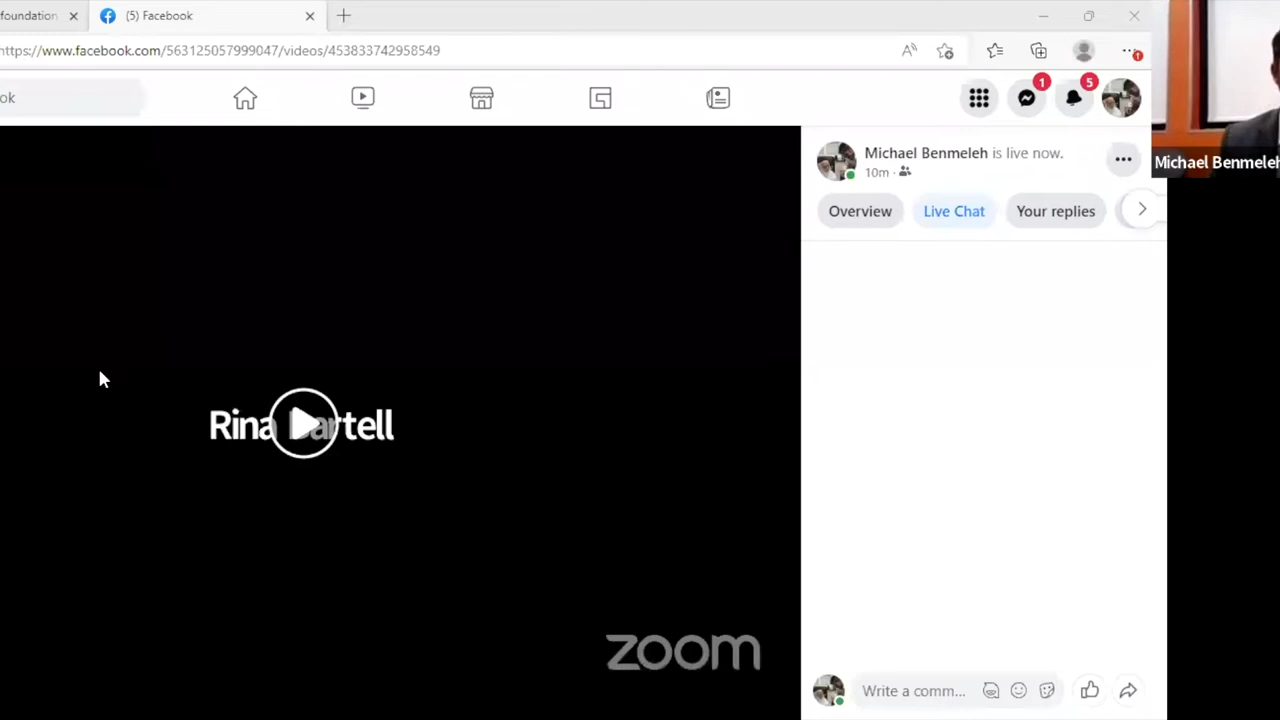 foundation
(5) Facebook
https://www.facebook.com/563125057999047/videos/453833742958549
ok
1
5
Michael Benmeleh is live now.
10m
Michael Benmeleh
Overview
Live Chat
Your replies
Rina Bartell
zoom
Write a comm...